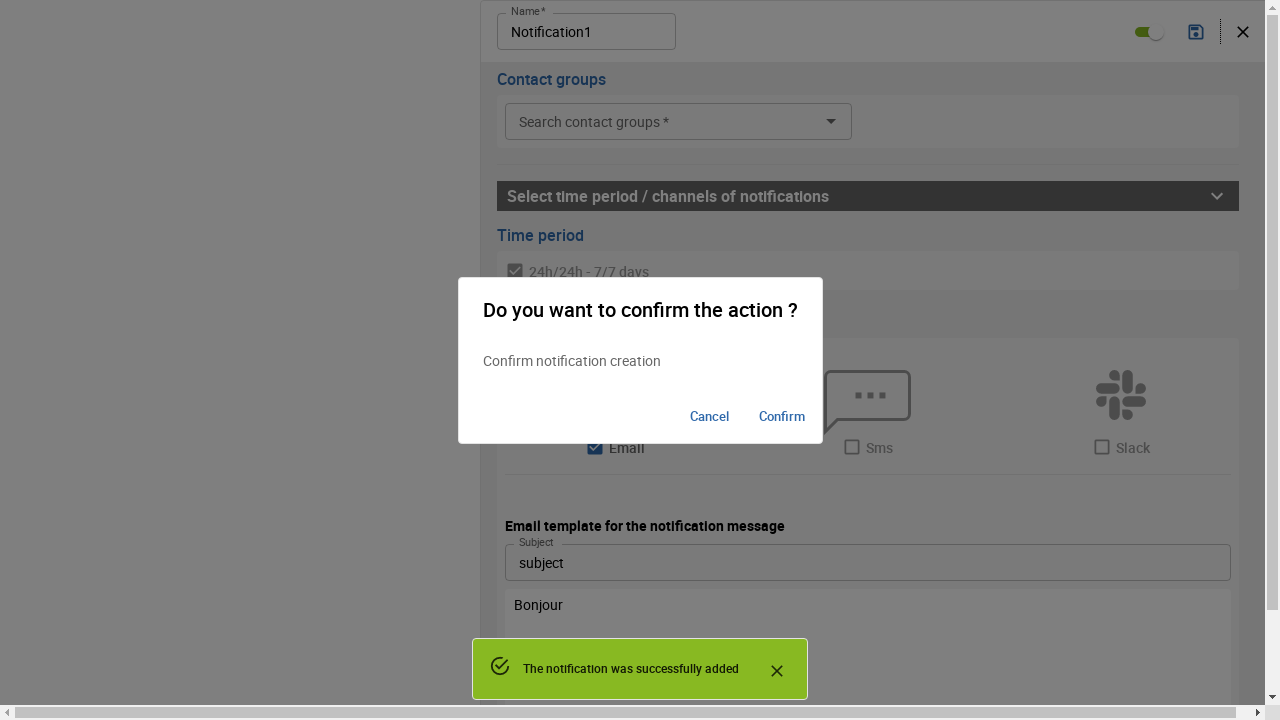 Name *
Notification1
Contact groups
Search contact groups *
Select time period / channels of notifications
Time period
24h/24h - 7/7 days
Do you want to confirm the action ?
Confirm notification creation
Cancel
Confirm
Email
Sms
Slack
Email template for the notification message
Subject
subject
Bonjour
The notification was successfully added